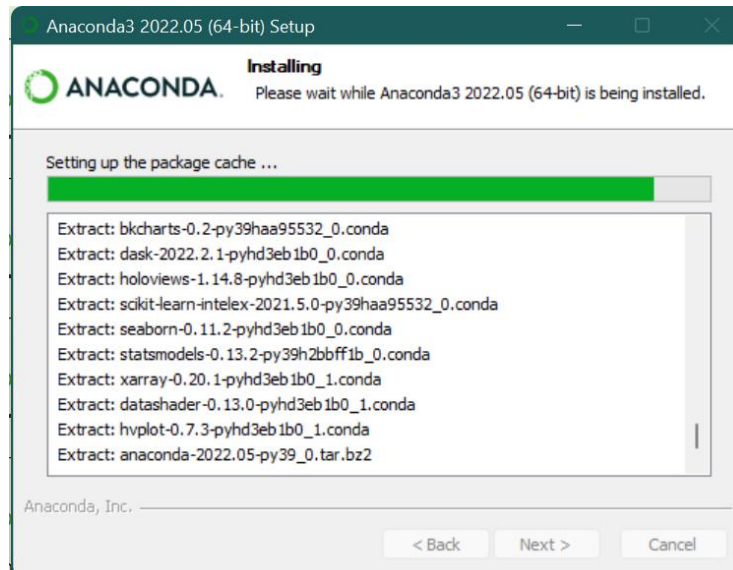 Anaconda3 2022.05 (64-bit) Setup
Installing
ANACONDA.
Please wait while Anaconda3 2022.05 (64-bit) is being installed.
Setting up the package cache ...
Extract: bkcharts-0.2-py39haa95532_0.conda
Extract: dask-2022.2.1-pyhd3eb1b0_0.conda
Extract: holoviews-1.14.8-pyhd3eb1b0_0.conda
Extract: scikit-learn-intelex-2021.5.0-py39haa95532_0.conda
Extract: seaborn-0.11.2-pyhd3eb1b0_0.conda
Extract: statsmodels-0.13.2-py39h2bbff1b_0.conda
Extract: xarray-0.20.1-pyhd3eb1b0_1.conda
Extract: datashader-0.13.0-pyhd3eb1b0_1.conda
Extract: hvplot-0.7.3-pyhd3eb1b0_1.conda
Extract: anaconda-2022.05-py39_0.tar.bz2
Anaconda, Inc.
< Back Next > Cancel